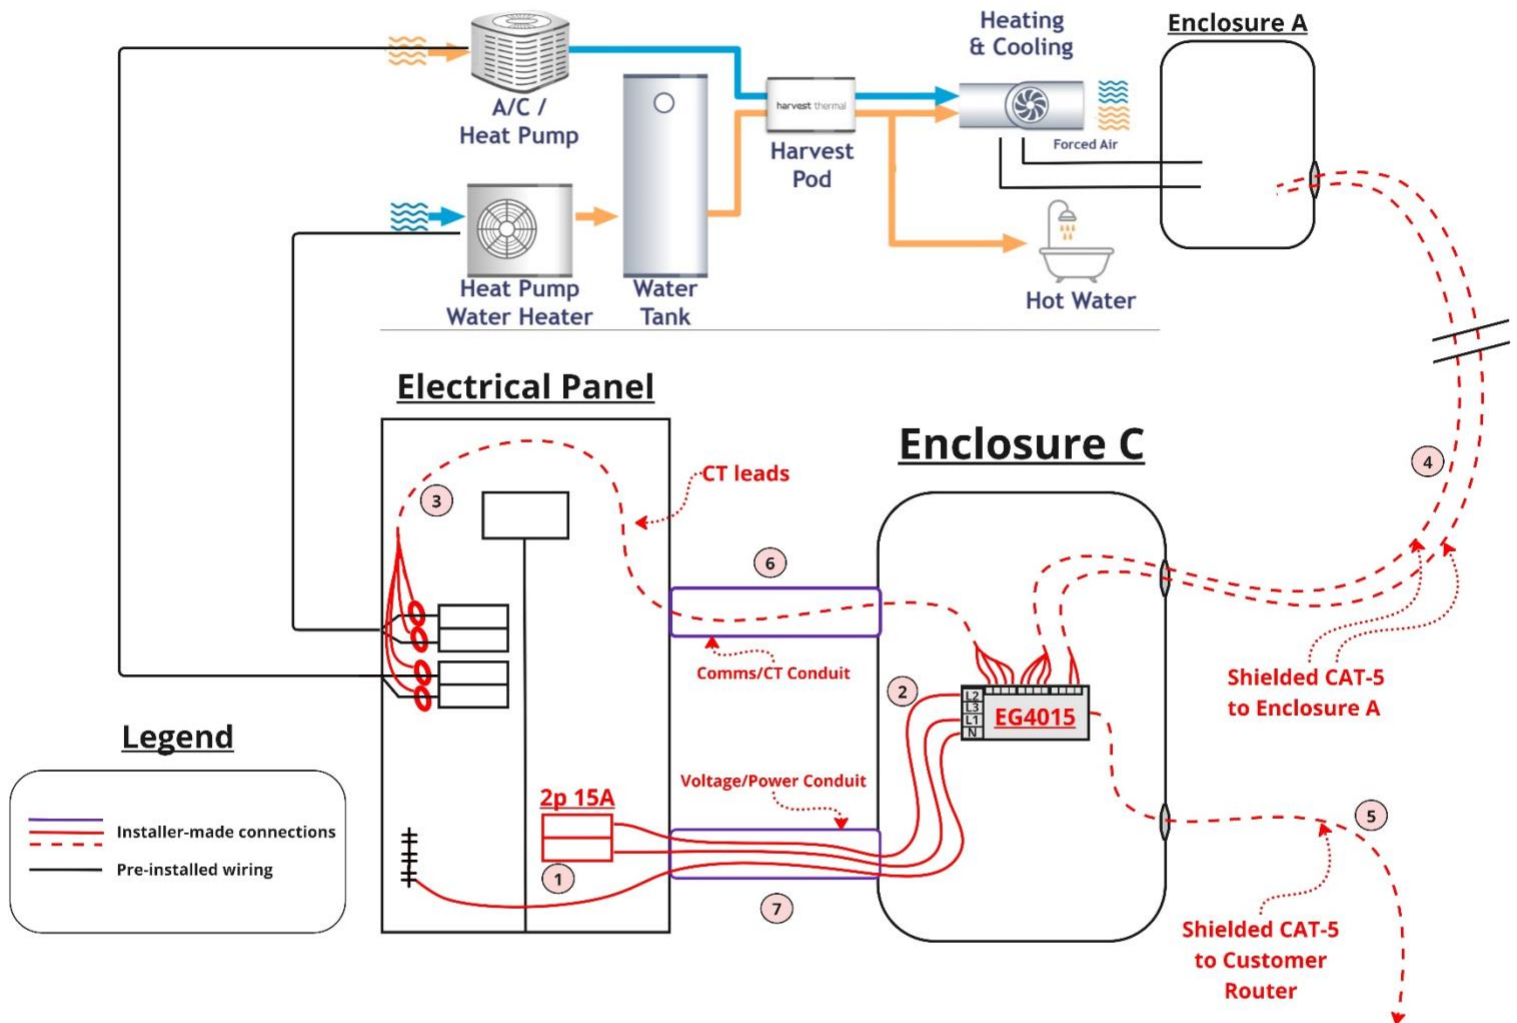 Heating
& Cooling
Enclosure A
A/C /
Heat Pump
harvest thermal
Harvest
Pod
Forced Air
Heat Pump
Water Heater
Water
Tank
Hot Water
Electrical Panel
Enclosure C
CT leads
3
4
6
Comms/CT Conduit
2
L2
L3
L1
N
EG4015
Shielded CAT-5
to Enclosure A
Legend
Installer-made connections
Pre-installed wiring
Voltage/Power Conduit
2p 15A
1
7
5
Shielded CAT-5
to Customer
Router